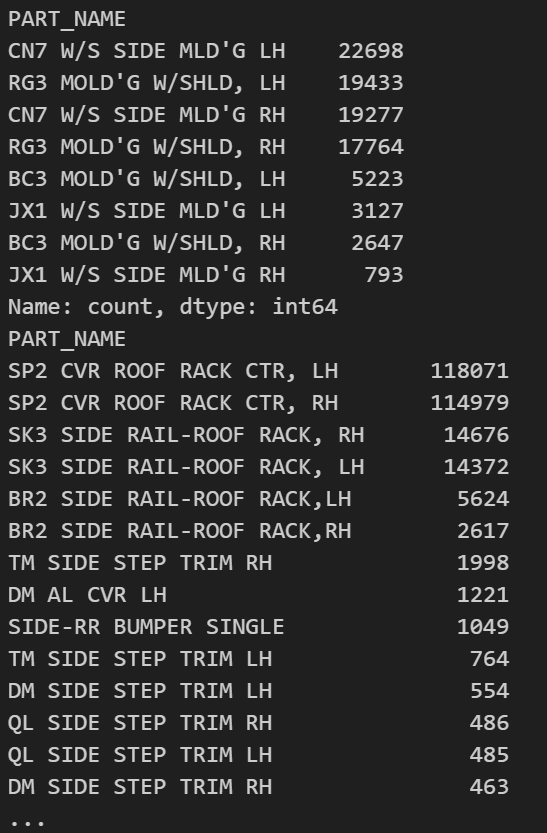 PART_NAME
CN7 W/S SIDE MLD'G LH    22698
RG3 MOLD'G W/SHLD, LH    19433
CN7 W/S SIDE MLD'G RH    19277
RG3 MOLD'G W/SHLD, RH    17764
BC3 MOLD'G W/SHLD, LH     5223
JX1 W/S SIDE MLD'G LH     3127
BC3 MOLD'G W/SHLD, RH     2647
JX1 W/S SIDE MLD'G RH      793
Name: count, dtype: int64
PART_NAME
SP2 CVR ROOF RACK CTR, LH       118071
SP2 CVR ROOF RACK CTR, RH       114979
SK3 SIDE RAIL-ROOF RACK, RH      14676
SK3 SIDE RAIL-ROOF RACK, LH      14372
BR2 SIDE RAIL-ROOF RACK,LH        5624
BR2 SIDE RAIL-ROOF RACK,RH        2617
TM SIDE STEP TRIM RH              1998
DM AL CVR LH                      1221
SIDE-RR BUMPER SINGLE             1049
TM SIDE STEP TRIM LH               764
DM SIDE STEP TRIM LH               554
QL SIDE STEP TRIM RH               486
QL SIDE STEP TRIM LH               485
DM SIDE STEP TRIM RH               463
...